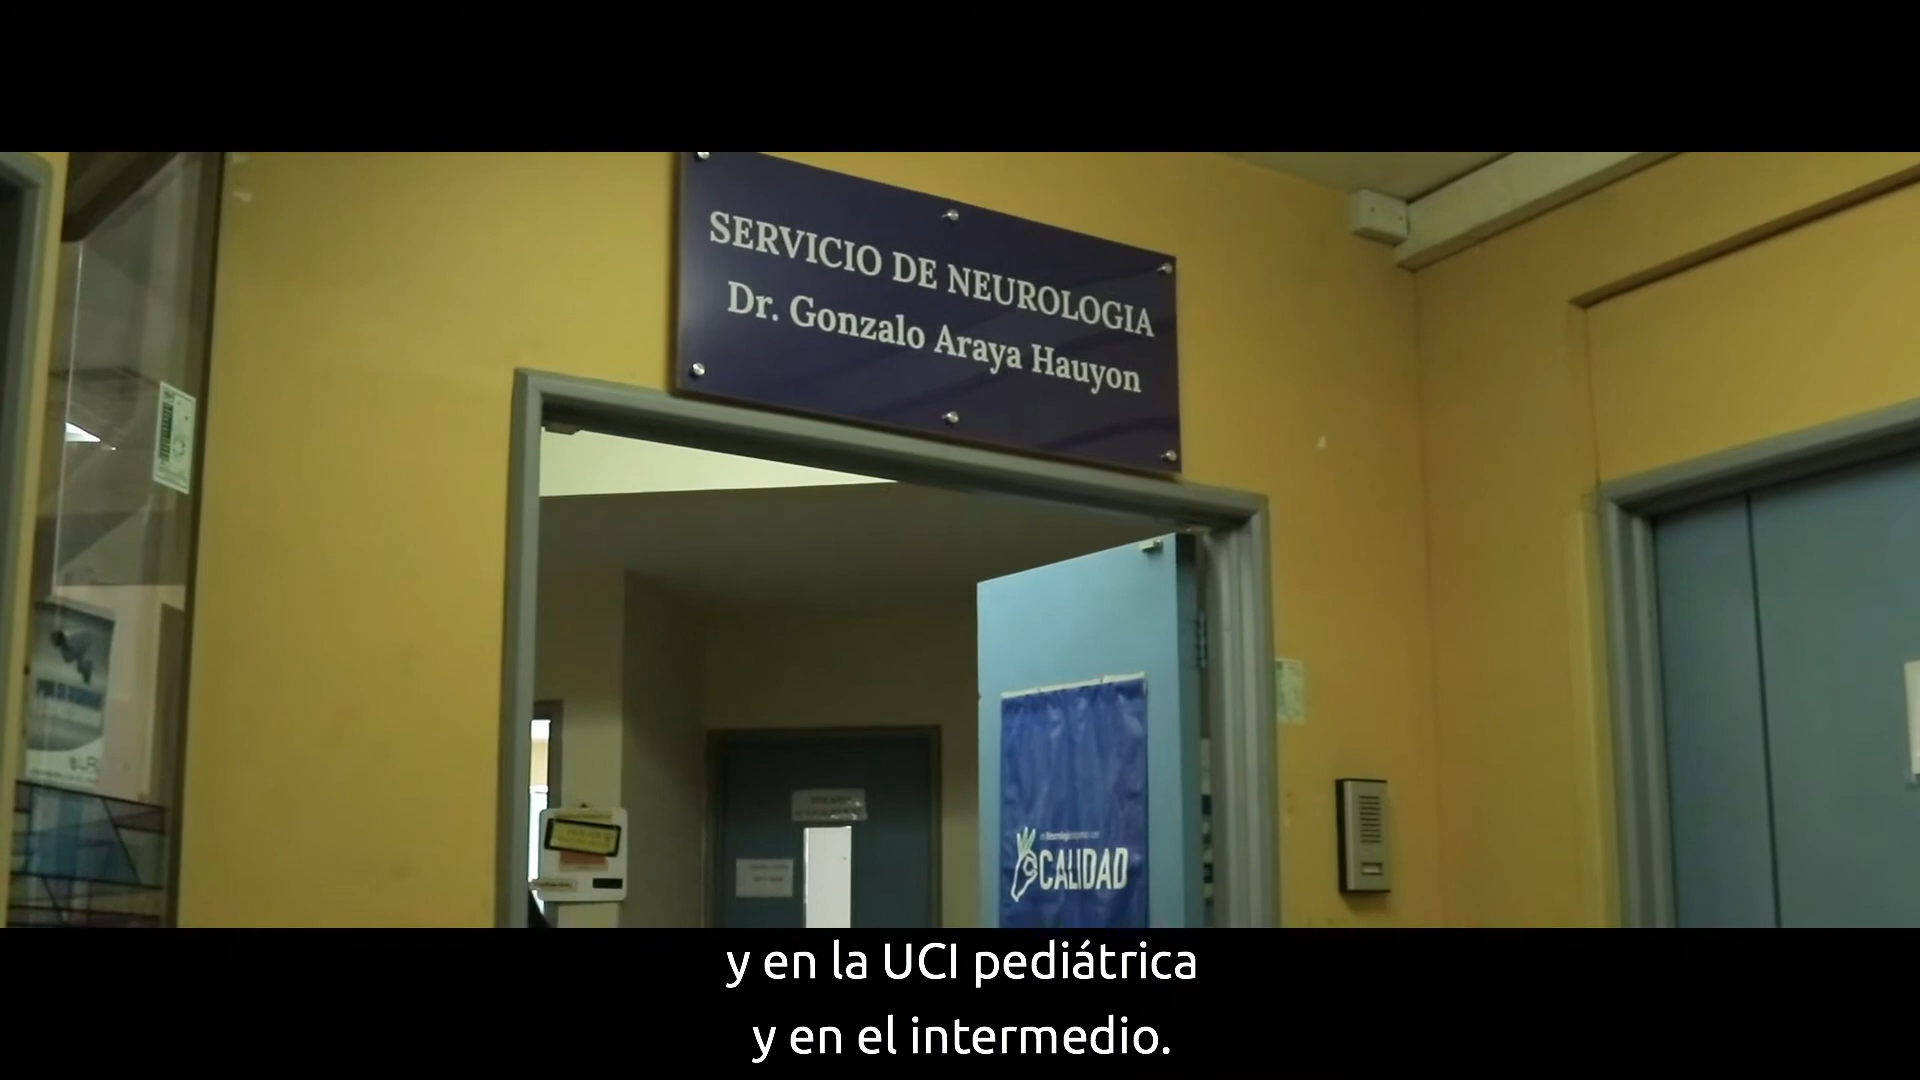 SERVICIO DE NEUROLOGIA
Dr. Gonzalo Araya Hauyon
CALIDAD
y en la UCI pediátrica
y en el intermedio.